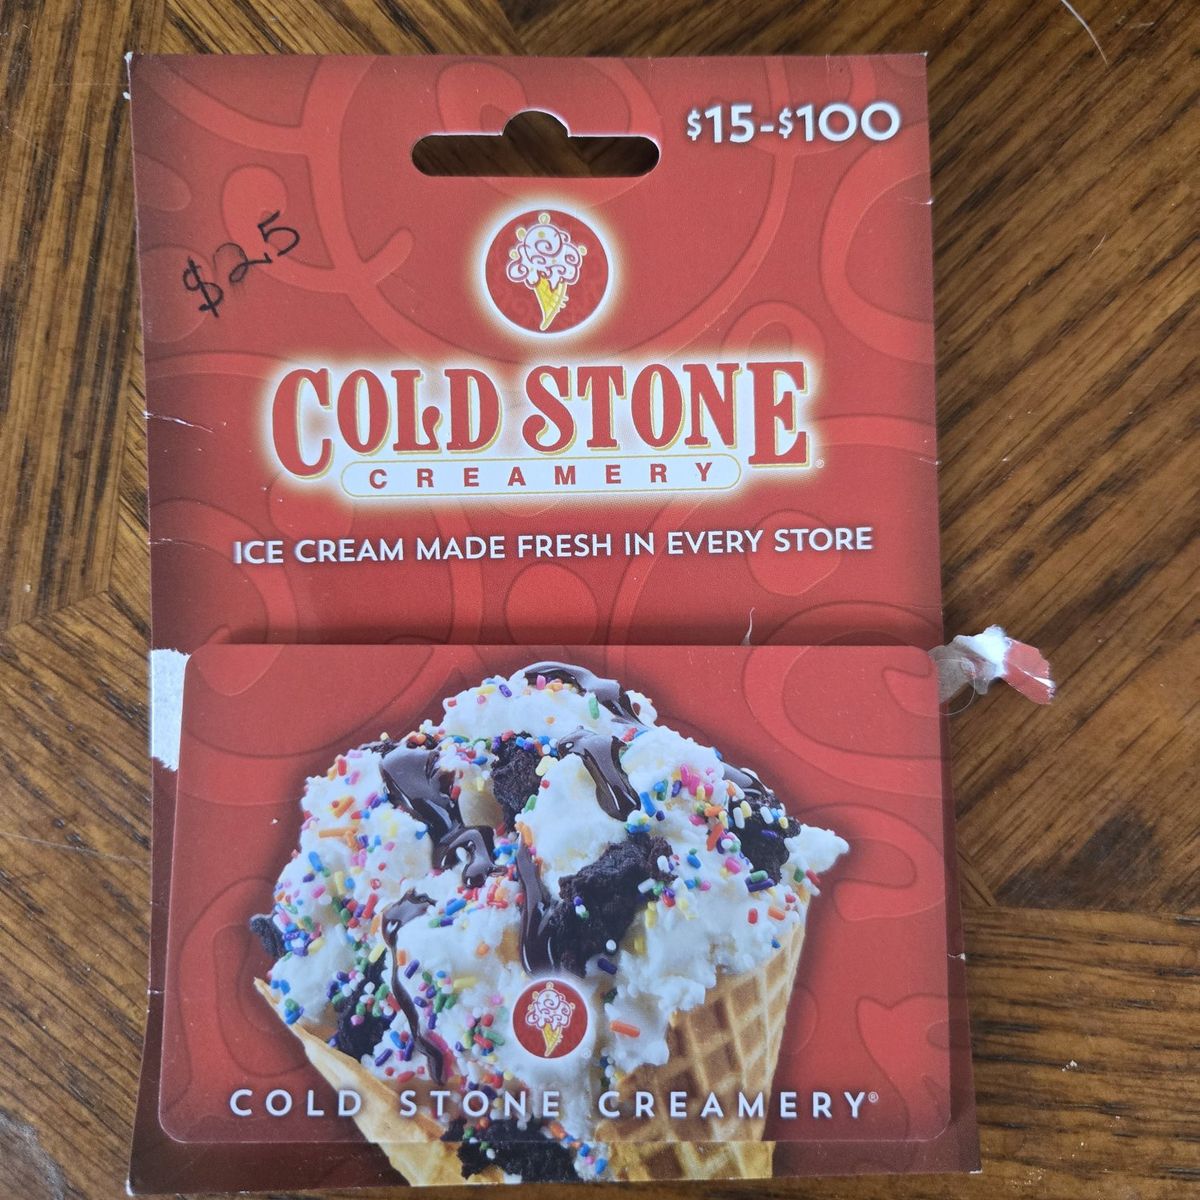 $15-$100
$25
COLD STONE
CREAMERY®
ICE CREAM MADE FRESH IN EVERY STORE
COLD STONE CREAMERY®